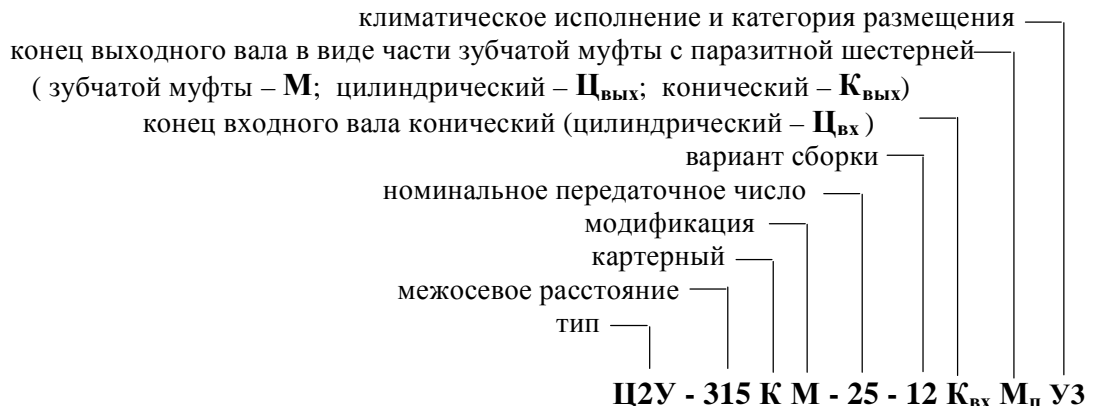 климатическое исполнение и категория размещения
конец выходного вала в виде части зубчатой муфты с паразитной шестерней
( зубчатой муфты – М; цилиндрический – Цвых; конический – Квых)
конец входного вала конический (цилиндрический – Цвх )
вариант сборки
номинальное передаточное число
модификация
картерный
межосевое расстояние
тип
Ц2У - 315 К М - 25 - 12 Квх Мп У3